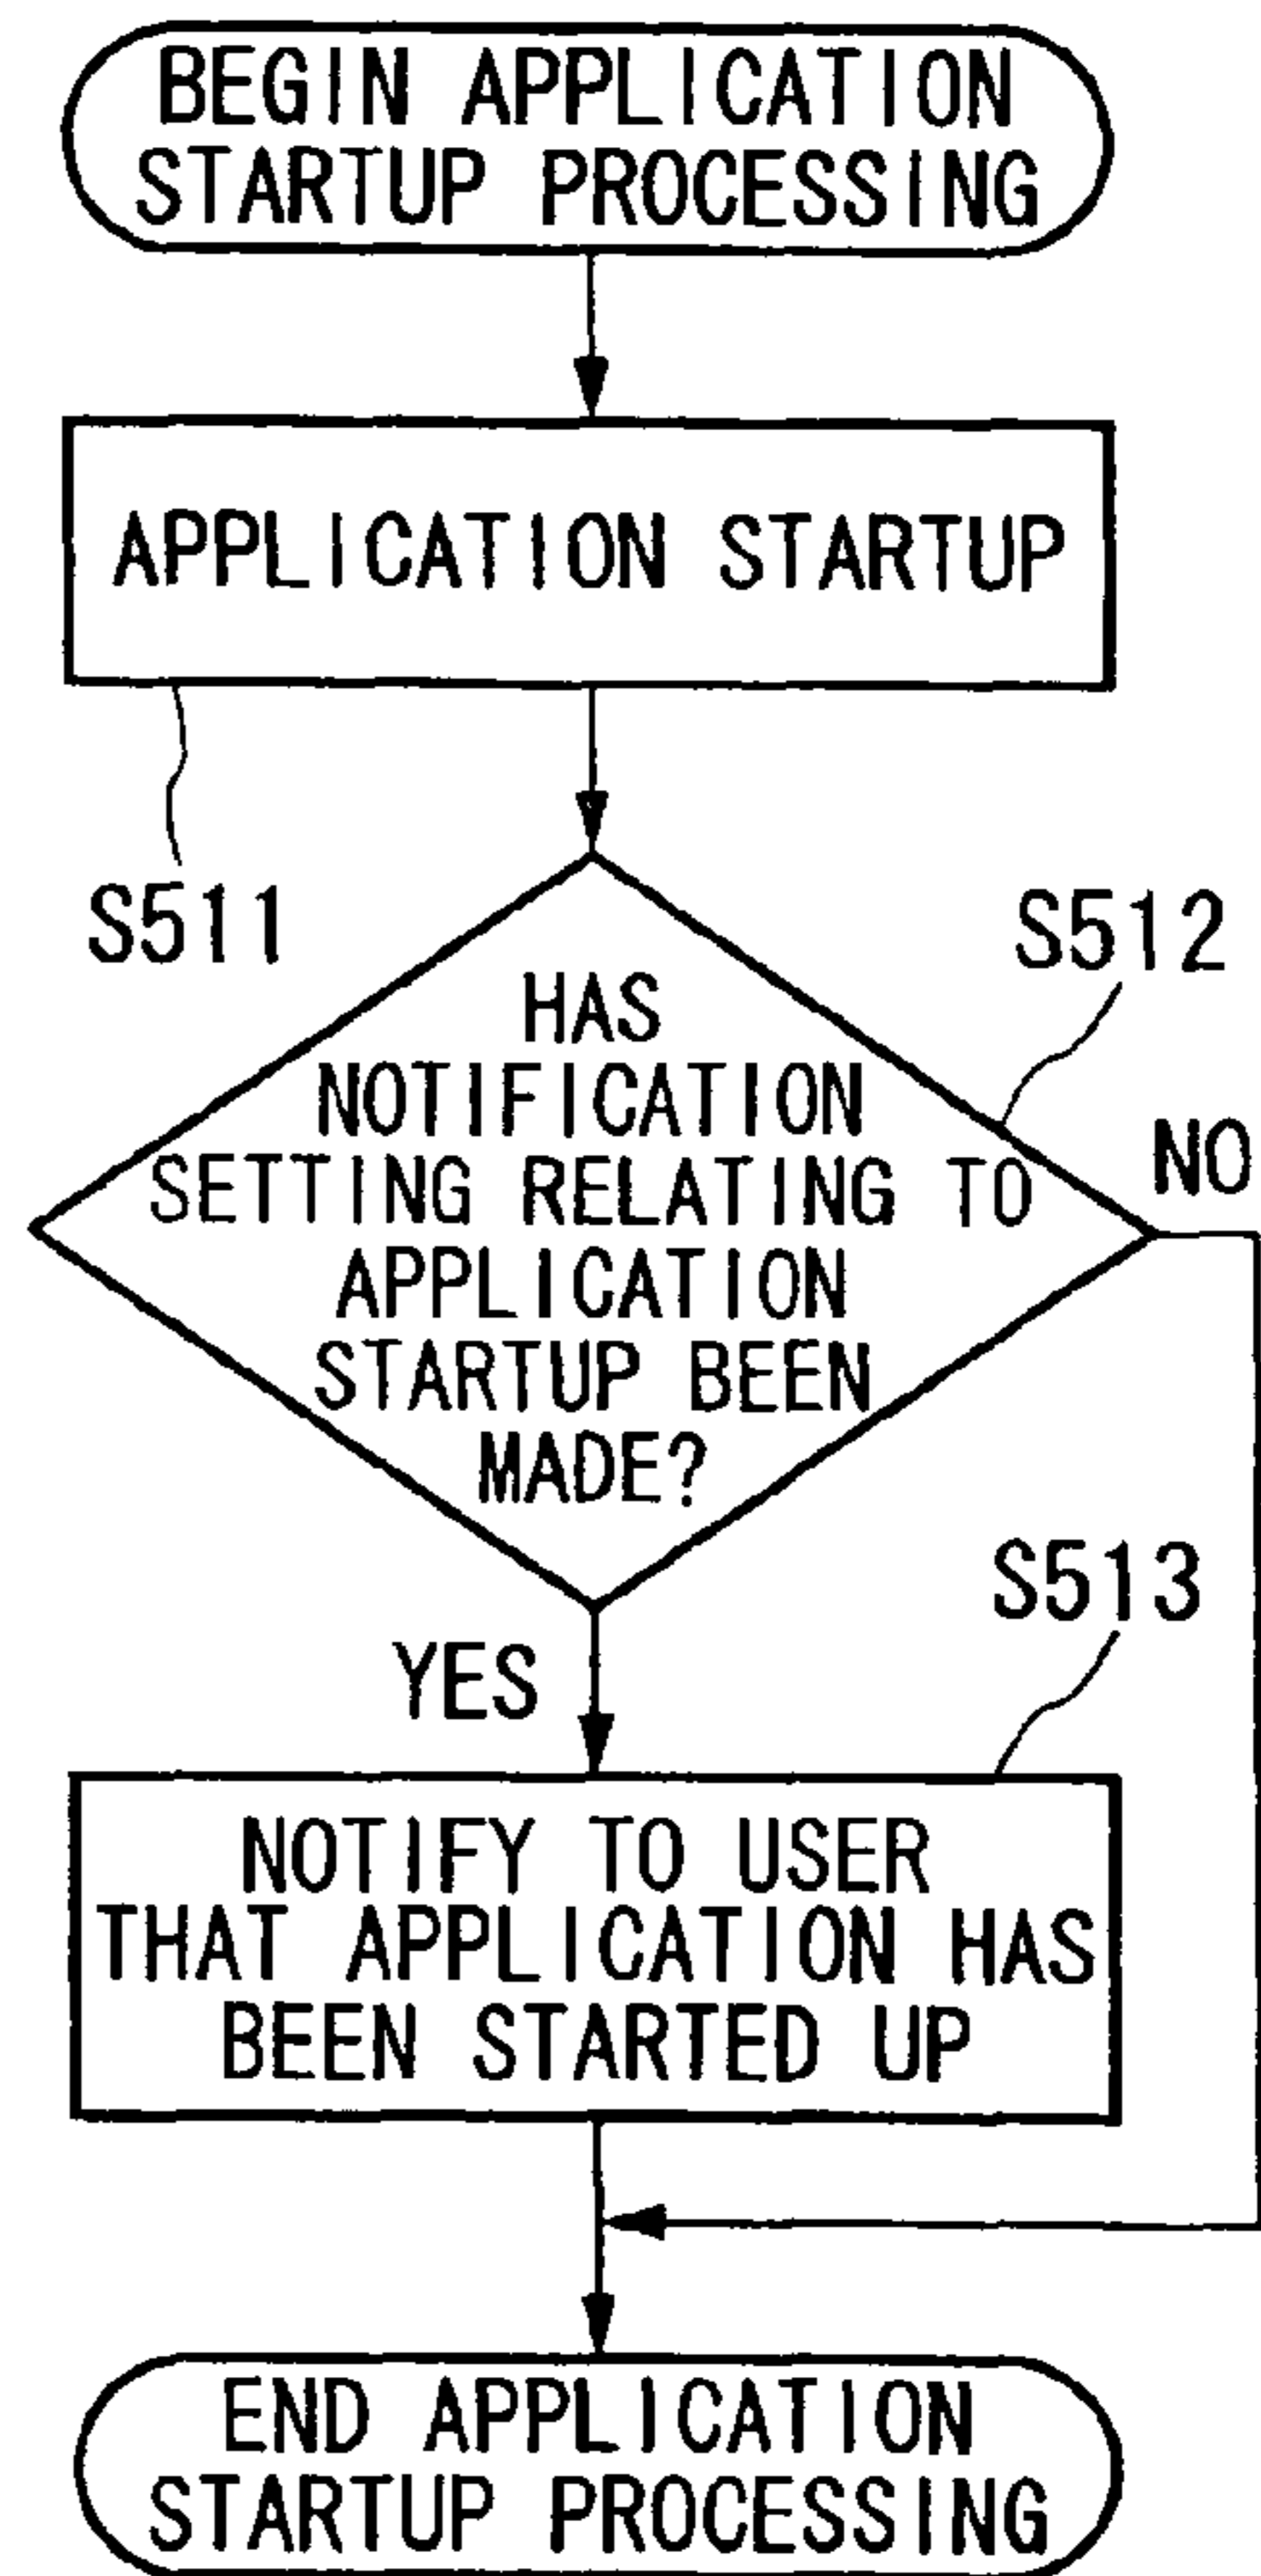 BEGIN APPLICATION
STARTUP PROCESSING
APPLICATION STARTUP
S511
S512
HAS
NOTIFICATION
SETTING RELATING TO
APPLICATION
STARTUP BEEN
MADE?
NO
YES
S513
NOTIFY TO USER
THAT APPLICATION HAS
BEEN STARTED UP
END APPLICATION
STARTUP PROCESSING